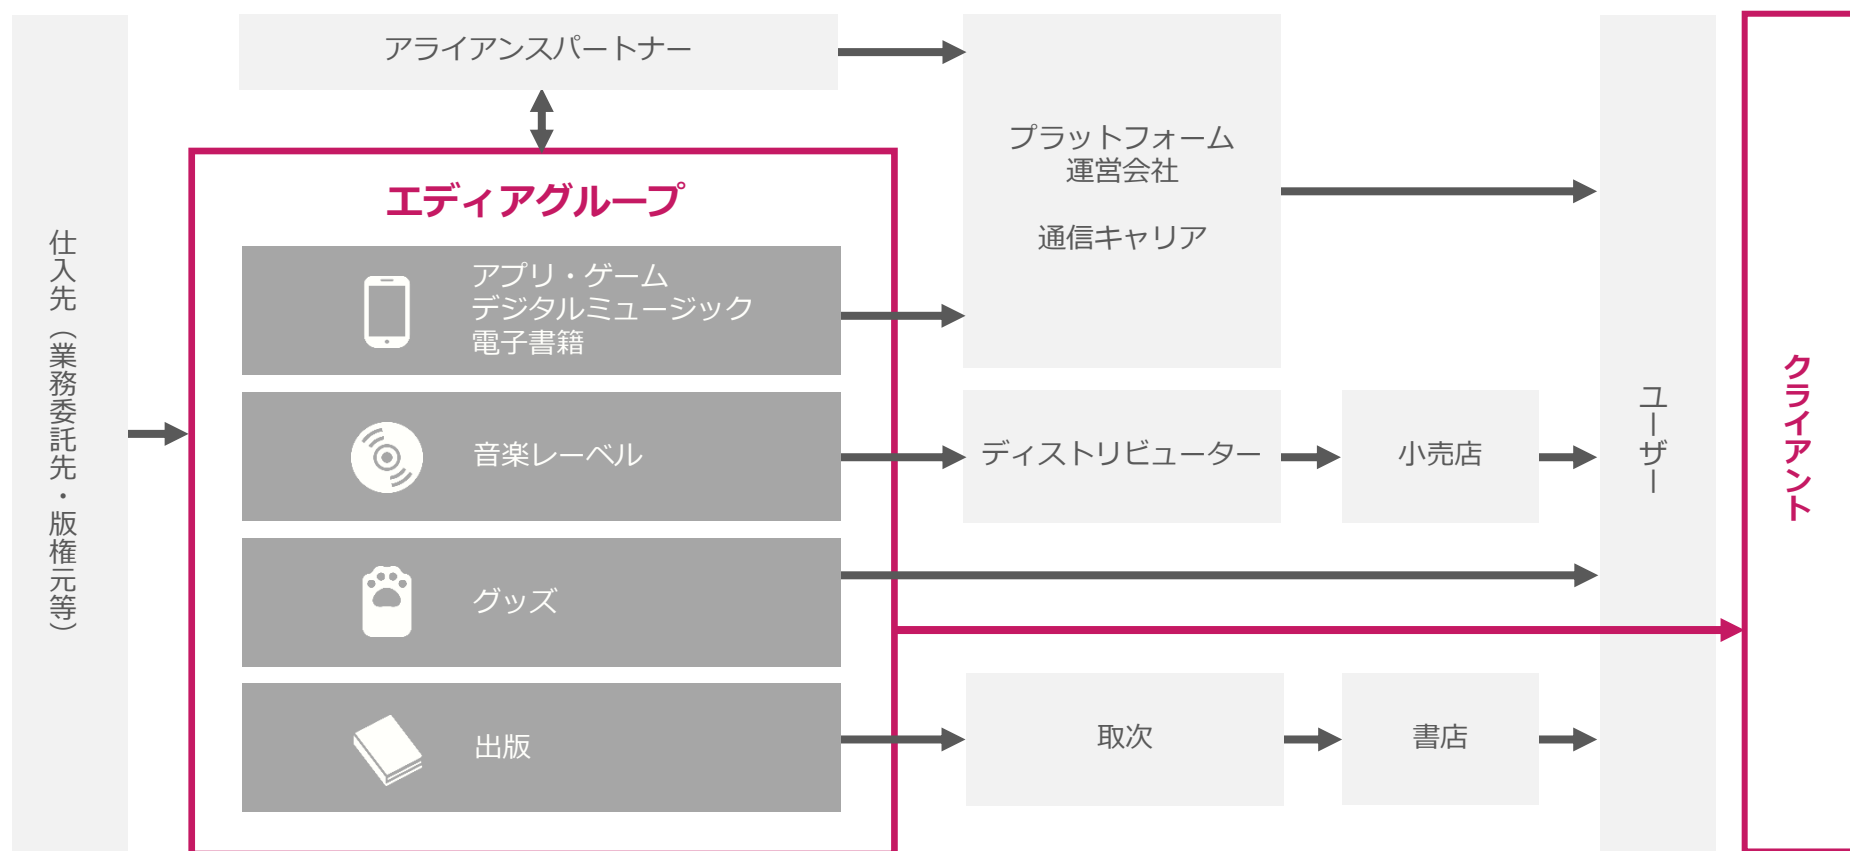 アライアンスパートナー
仕入先（業務委託先・版権元等）
エディアグループ
アプリ・ゲーム
デジタルミュージック
電子書籍
音楽レーベル
グッズ
出版
プラットフォーム
運営会社
通信キャリア
ディストリビューター
小売店
取次
書店
ユーザー
クライアント